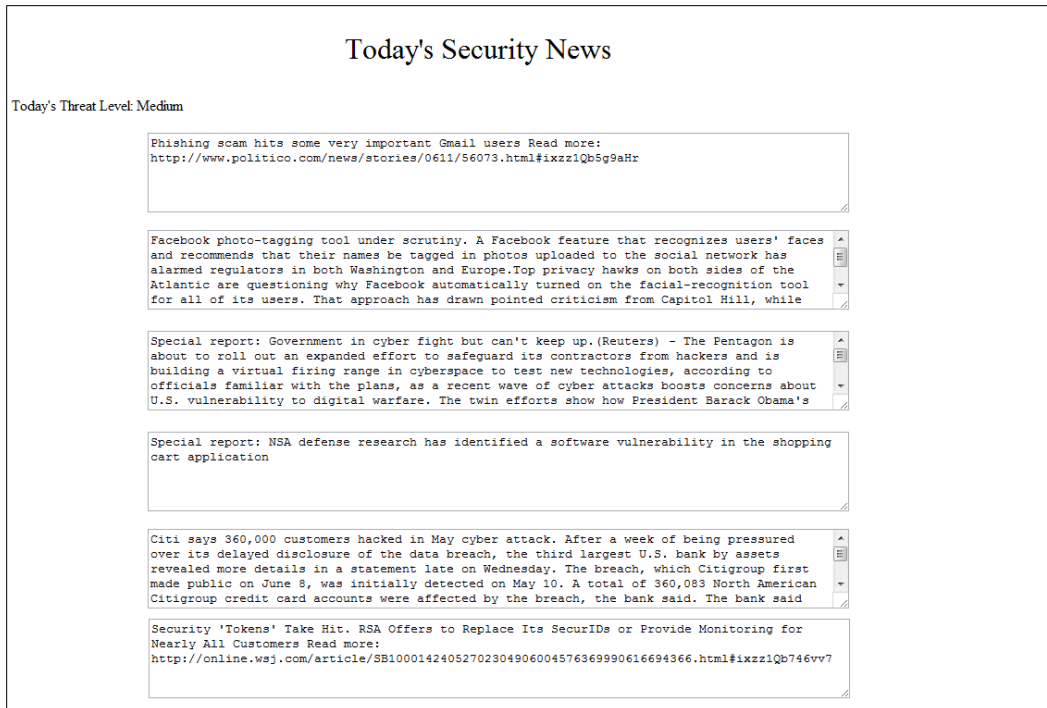 Today's Security News
Today's Threat Level: Medium
Phishing scam hits some very important Gmail users Read more:
http://www.politico.com/news/stories/0611/56073.html#ixzz1Qb5g9aHr
Facebook photo-tagging tool under scrutiny. A Facebook feature that recognizes users' faces
and recommends that their names be tagged in photos uploaded to the social network has
alarmed regulators in both Washington and Europe.Top privacy hawks on both sides of the
Atlantic are questioning why Facebook automatically turned on the facial-recognition tool
for all of its users. That approach has drawn pointed criticism from Capitol Hill, while
Special report: Government in cyber fight but can't keep up.(Reuters) - The Pentagon is
about to roll out an expanded effort to safeguard its contractors from hackers and is
building a virtual firing range in cyberspace to test new technologies, according to
officials familiar with the plans, as a recent wave of cyber attacks boosts concerns about
U.S. vulnerability to digital warfare. The twin efforts show how President Barack Obama's
Special report: NSA defense research has identified a software vulnerability in the shopping
cart application
Citi says 360,000 customers hacked in May cyber attack. After a week of being pressured
over its delayed disclosure of the data breach, the third largest U.S. bank by assets
revealed more details in a statement late on Wednesday. The breach, which Citigroup first
made public on June 8, was initially detected on May 10. A total of 360,083 North American
Citigroup credit card accounts were affected by the breach, the bank said. The bank said
Security 'Tokens' Take Hit. RSA Offers to Replace Its SecurIDs or Provide Monitoring for
Nearly All Customers Read more:
http://online.wsj.com/article/SB10001424052702304906004576369990616694366.html#ixzz1Qb746vv7